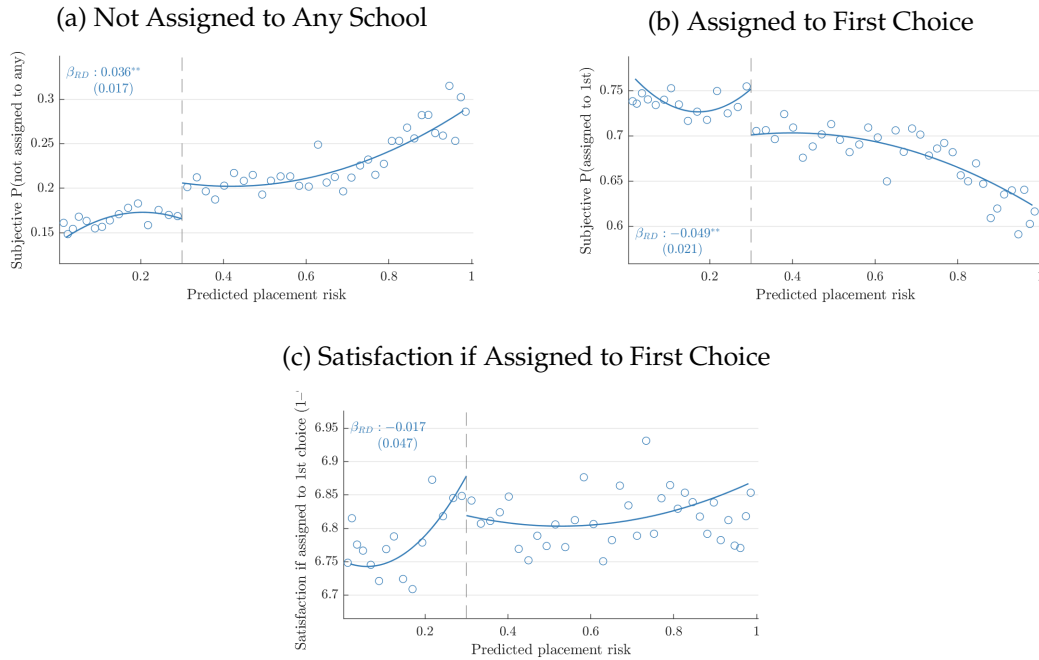 (a) Not Assigned to Any School
Subjective P(not assigned to any)
β_RD : 0.036**
(0.017)
0.3
0.25
0.2
0.15
0.2
0.4
0.6
0.8
1
Predicted placement risk
(b) Assigned to First Choice
Subjective P(assigned to 1st)
0.75
0.7
0.65
0.6
β_RD : −0.049**
(0.021)
0.2
0.4
0.6
0.8
1
Predicted placement risk
(c) Satisfaction if Assigned to First Choice
Satisfaction if assigned to 1st choice (1–
β_RD : −0.017
(0.047)
6.95
6.9
6.85
6.8
6.75
6.7
0.2
0.4
0.6
0.8
1
Predicted placement risk